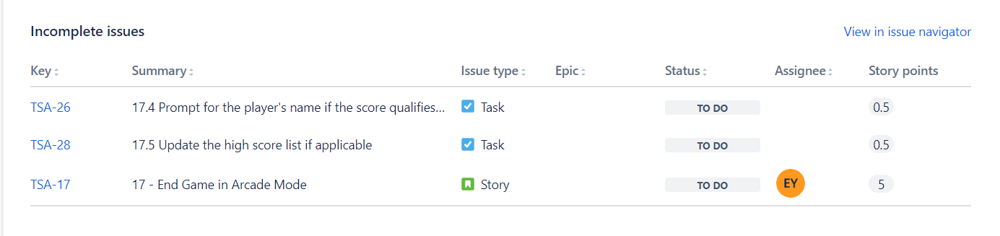 Incomplete issues View in issue navigator
Key Summary Issue type Epic Status Assignee Story points
TSA-26 17.4 Prompt for the player's name if the score qualifies... Task TO DO 0.5
TSA-28 17.5 Update the high score list if applicable Task TO DO 0.5
TSA-17 17 - End Game in Arcade Mode Story TO DO EY 5